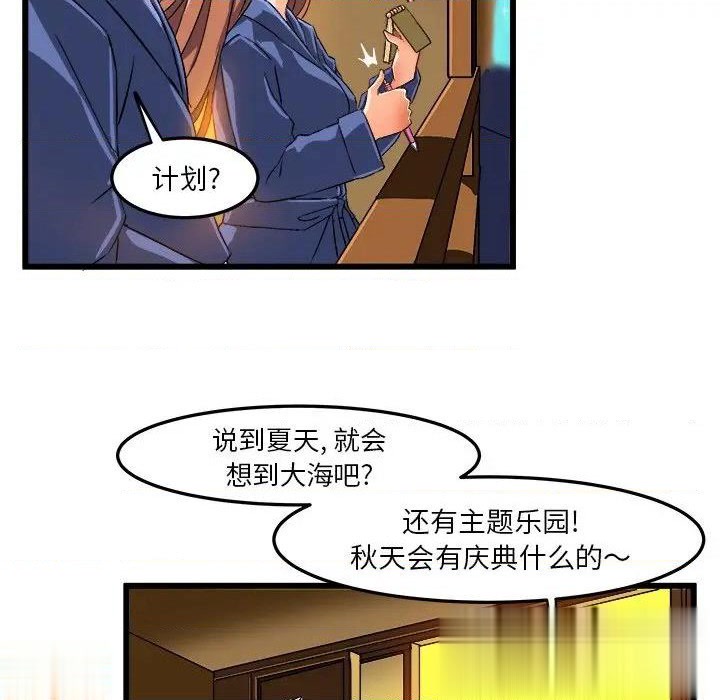 计划?
说到夏天, 就会
想到大海吧?
还有主题乐园!
秋天会有庆典什么的～